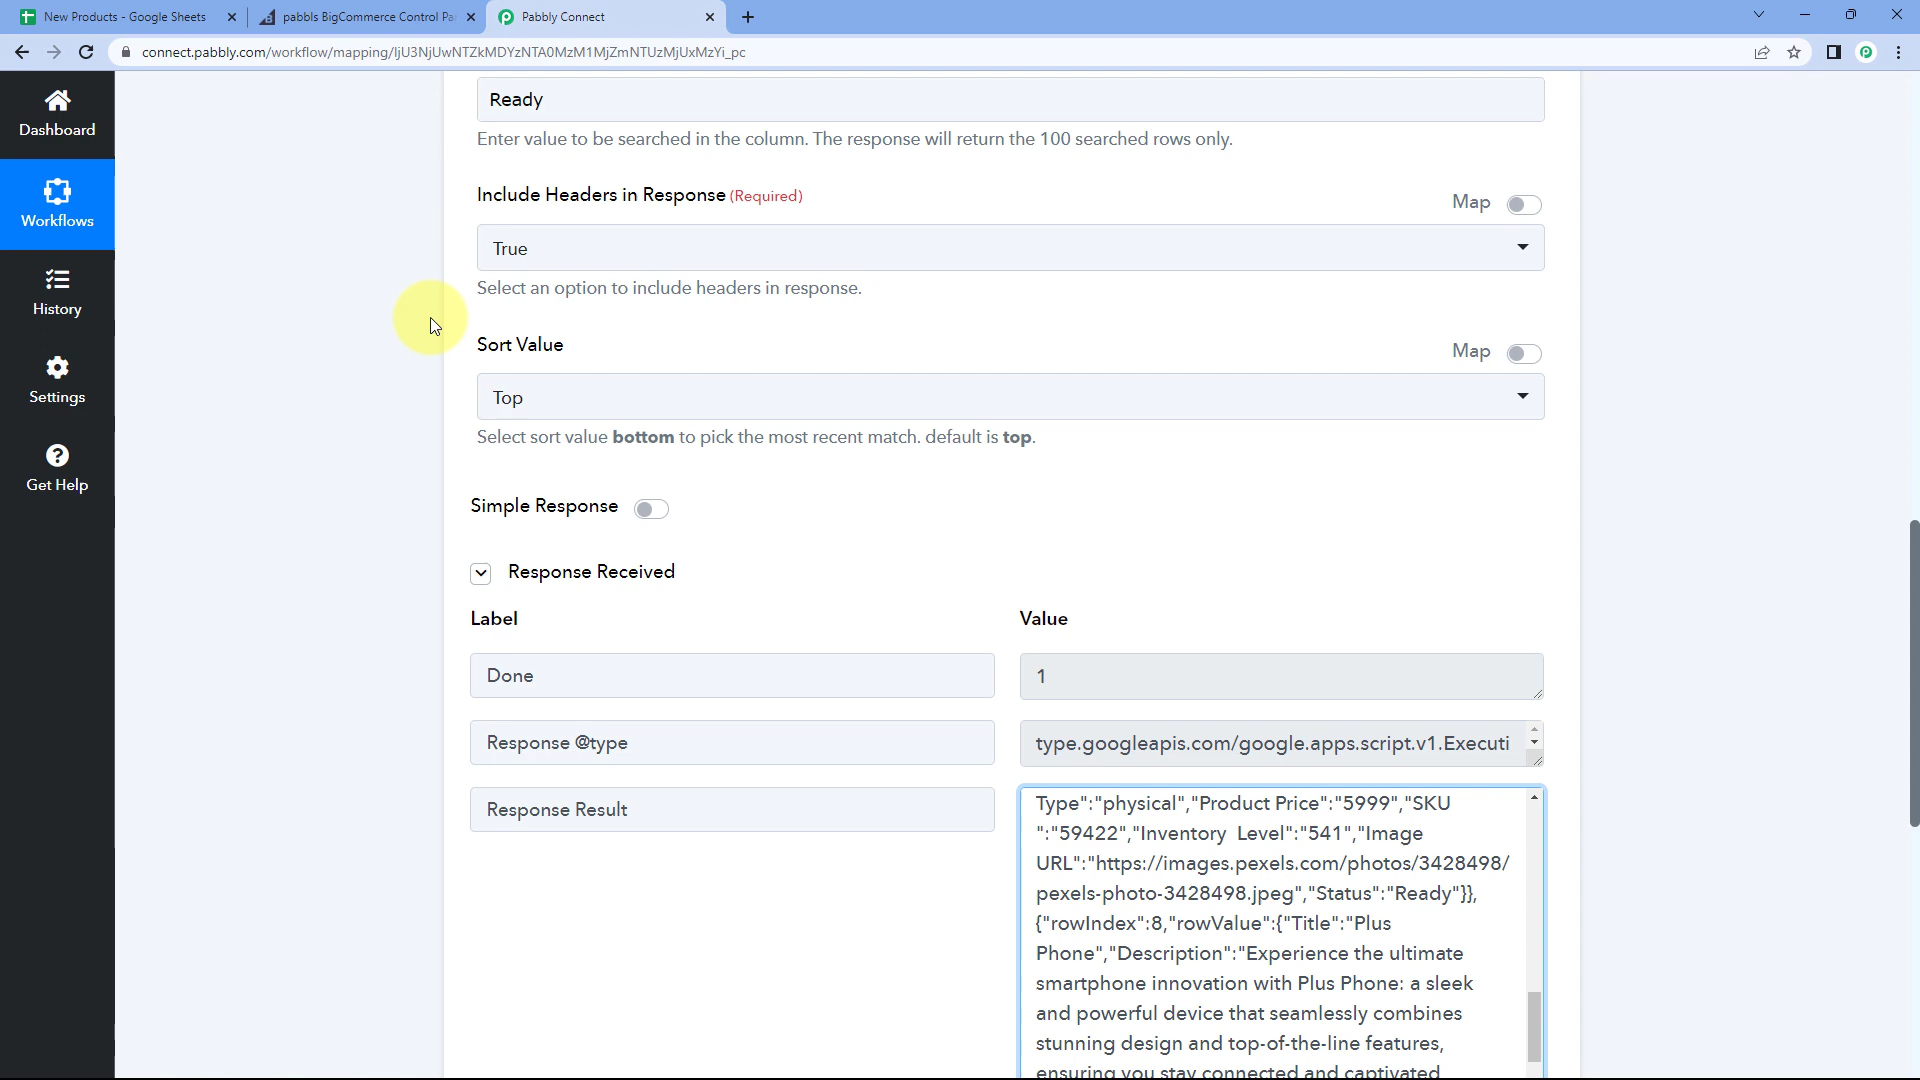 New Products - Google Sheets
pabbls BigCommerce Control Pa
Pabbly Connect
connect.pabbly.com/workflow/mapping/IjU3NjUwNTZkMDYzNTA0MzM1MjZmNTUzMjUxMzYi_pc
Dashboard
Workflows
History
Settings
Get Help
Ready
Enter value to be searched in the column. The response will return the 100 searched rows only.
Include Headers in Response (Required)
Map
True
Select an option to include headers in response.
Sort Value
Map
Top
Select sort value bottom to pick the most recent match. default is top.
Simple Response
Response Received
Label
Value
Done
1
Response @type
type.googleapis.com/google.apps.script.v1.Executi
Response Result
Type":"physical","Product Price":"5999","SKU
":"59422","Inventory Level":"541","Image
URL":"https://images.pexels.com/photos/3428498/
pexels-photo-3428498.jpeg","Status":"Ready"}},
{"rowIndex":8,"rowValue":{"Title":"Plus
Phone","Description":"Experience the ultimate
smartphone innovation with Plus Phone: a sleek
and powerful device that seamlessly combines
stunning design and top-of-the-line features,
ensuring you stay connected and captivated